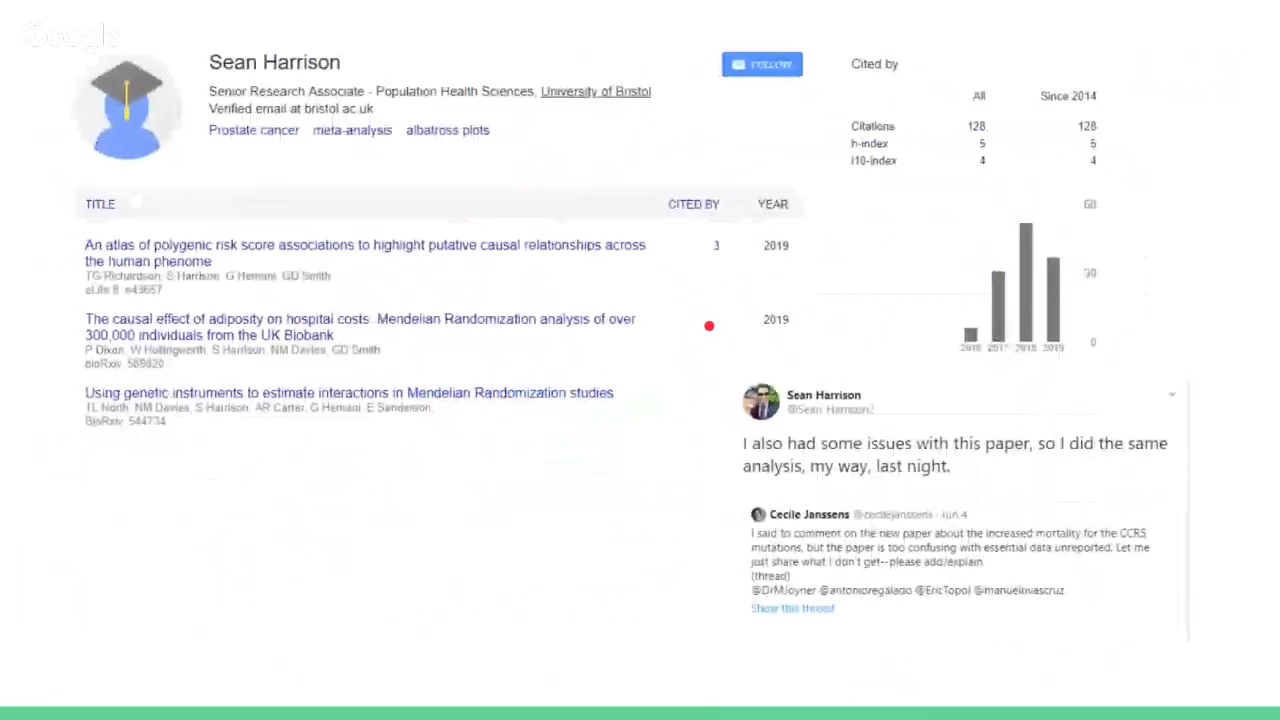 Google
Sean Harrison
FOLLOW
Senior Research Associate - Population Health Sciences, University of Bristol
Verified email at bristol.ac.uk
Prostate cancer meta-analysis albatross plots
Cited by
All Since 2014
Citations 128 128
h-index 5 5
i10-index 4 4
TITLE CITED BY YEAR
An atlas of polygenic risk score associations to highlight putative causal relationships across 3 2019
the human phenome
TG Richardson, S Harrison, G Hemani, GD Smith
eLife 8, e43657
The causal effect of adiposity on hospital costs: Mendelian Randomization analysis of over 2019
300,000 individuals from the UK Biobank
P Dixon, W Hollingworth, S Harrison, NM Davies, GD Smith
bioRxiv, 589820
Using genetic instruments to estimate interactions in Mendelian Randomization studies
TL North, NM Davies, S Harrison, AR Carter, G Hemani, E Sanderson
BioRxiv, 544734
60
30
0
2016 2017 2018 2019
Sean Harrison
I also had some issues with this paper, so I did the same
analysis, my way, last night.
Cecile Janssens @cecilejanssens · Jun 4
I said to comment on the new paper about the increased mortality for the CCR5
mutations, but the paper is too confusing with essential data unreported. Let me
just share what I don't get--please add/explain.
(thread)
@DrMJoyner @antonioregalado @EricTopol @manuelrivascruz
Show this thread